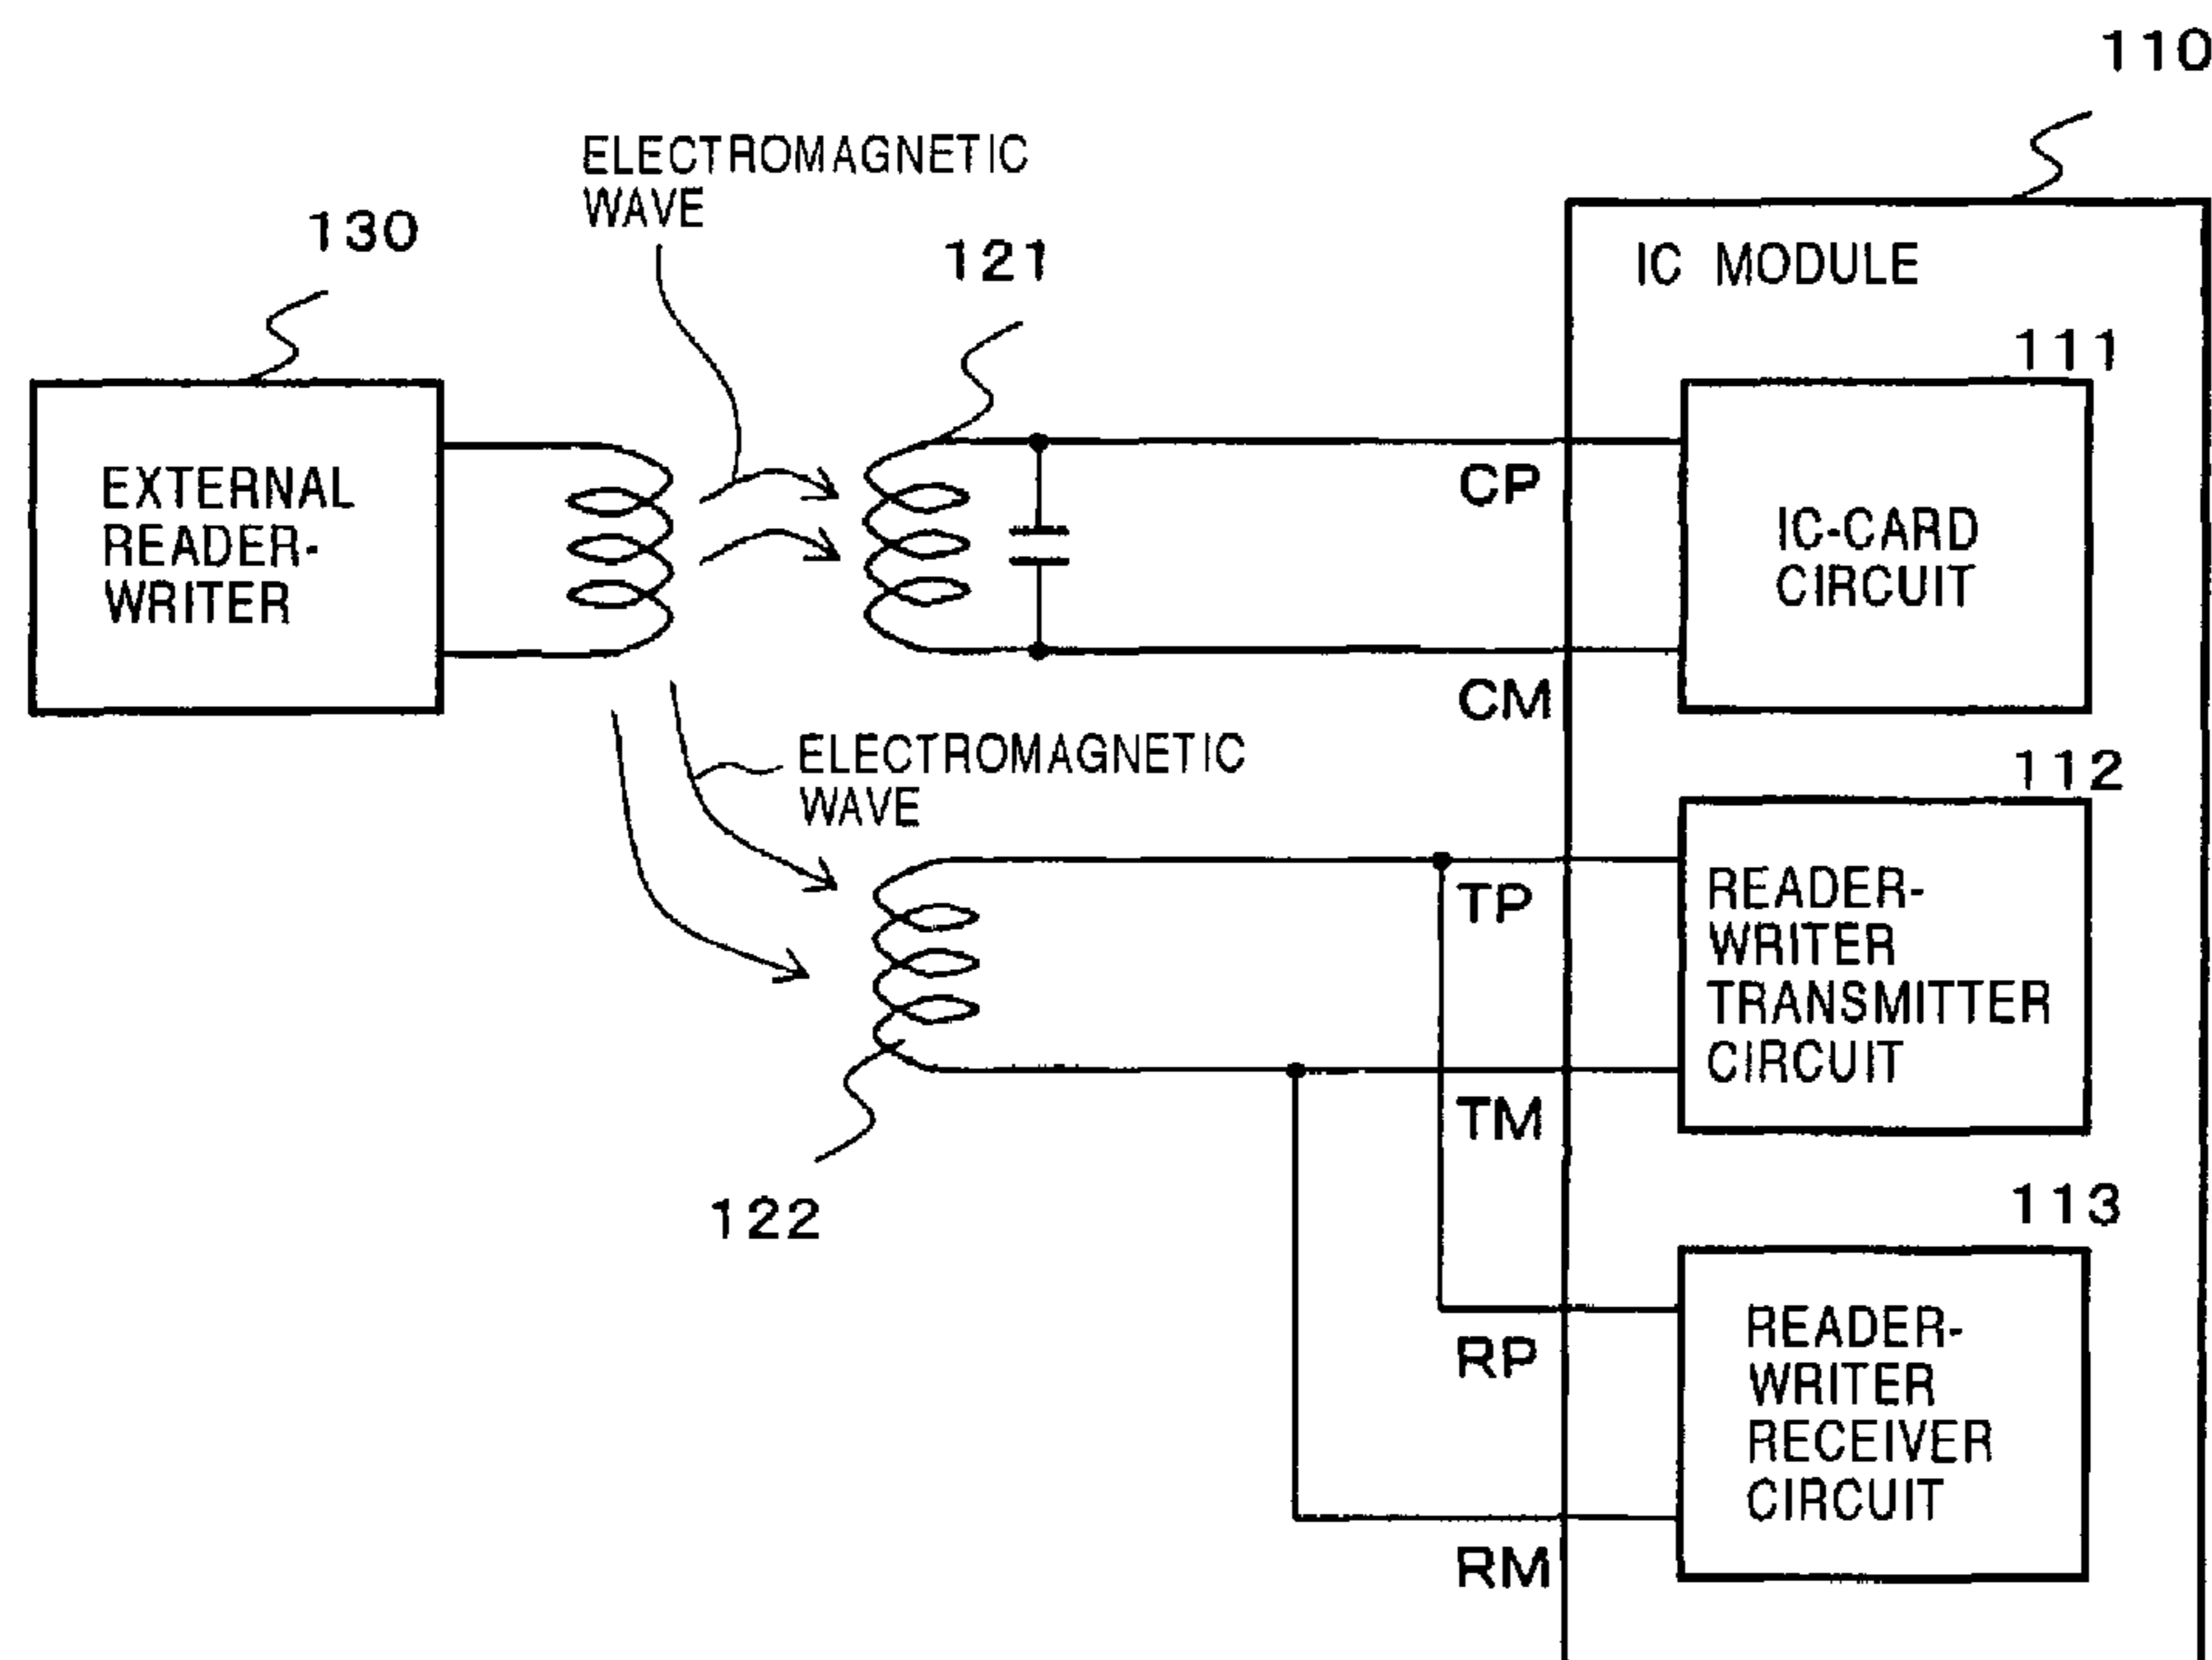 110
ELECTROMAGNETIC
WAVE
130
121
IC MODULE
111
EXTERNAL
READER-
WRITER
CP
IC-CARD
CIRCUIT
CM
ELECTROMAGNETIC
WAVE
112
TP
READER-
WRITER
TRANSMITTER
CIRCUIT
TM
122
113
RP
READER-
WRITER
RECEIVER
CIRCUIT
RM